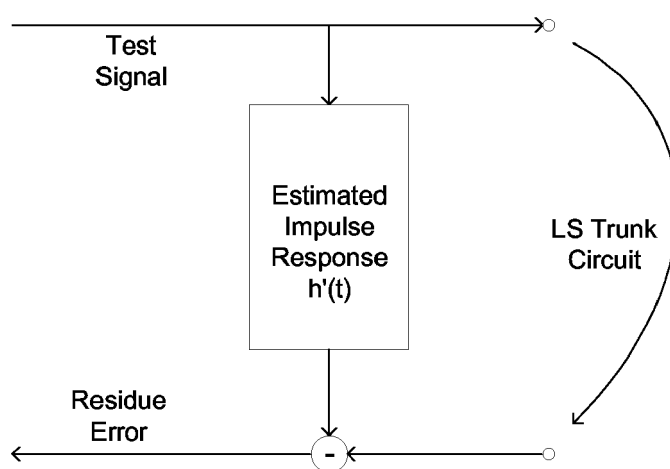 Test
Signal
Estimated
Impulse
Response
h'(t)
LS Trunk
Circuit
Residue
Error
-